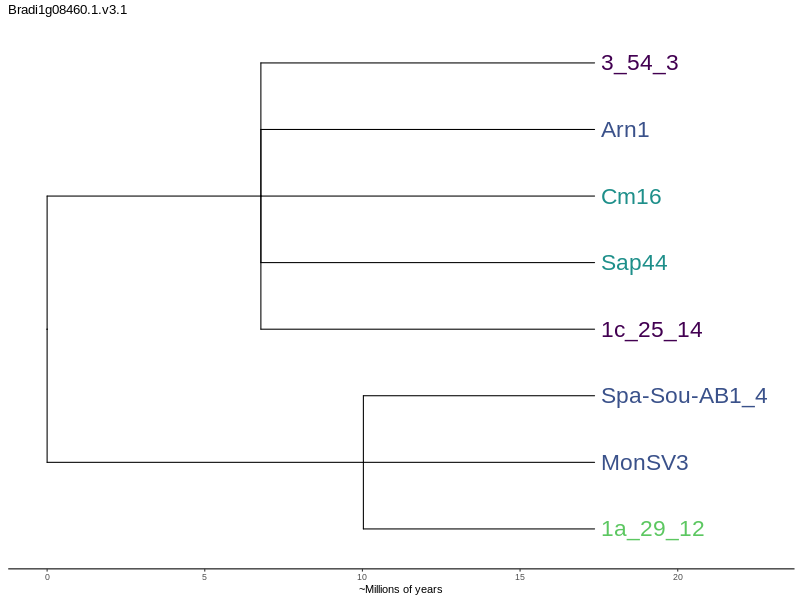 Bradi1g08460.1.v3.1
3_54_3
Arn1
Cm16
Sap44
1c_25_14
Spa-Sou-AB1_4
MonSV3
1a_29_12
0 5 10 15 20
~Millions of years